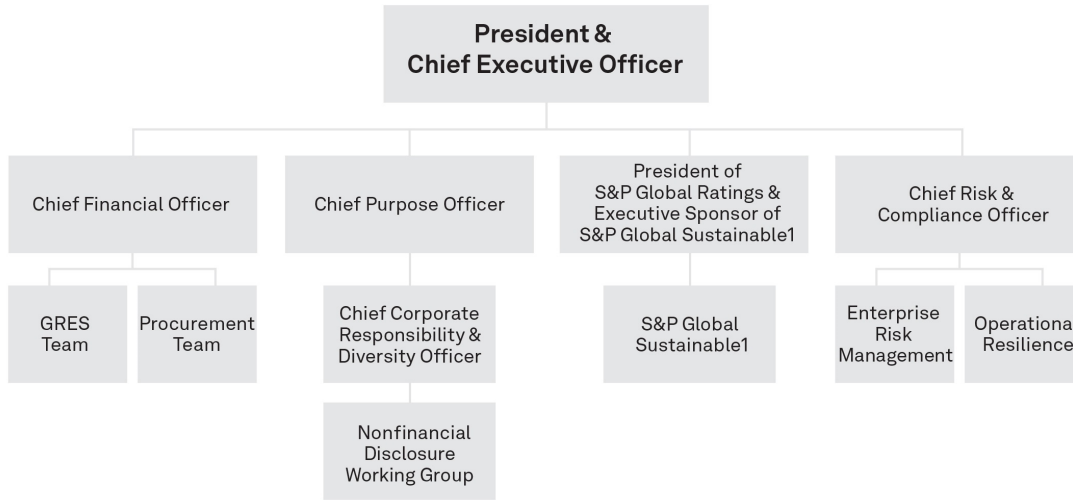 President &
Chief Executive Officer
Chief Financial Officer
Chief Purpose Officer
President of
S&P Global Ratings &
Executive Sponsor of
S&P Global Sustainable1
Chief Risk &
Compliance Officer
GRES
Team
Procurement
Team
Chief Corporate
Responsibility &
Diversity Officer
S&P Global
Sustainable1
Enterprise
Risk
Management
Operationa
Resilience
Nonfinancial
Disclosure
Working Group